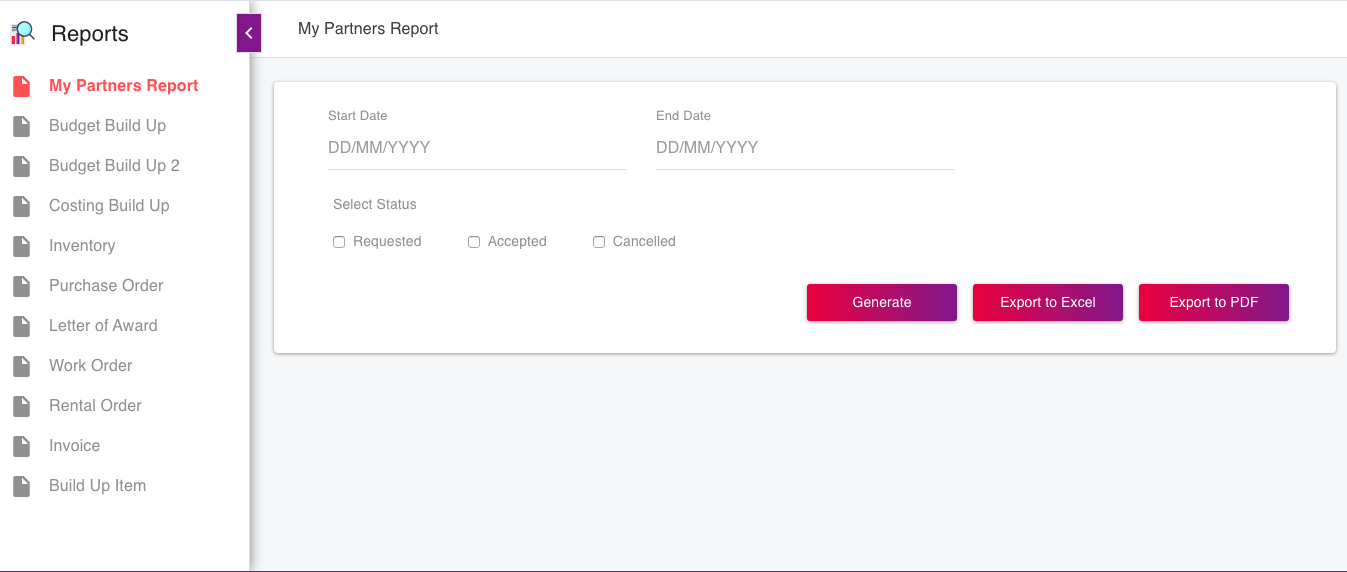 Reports
My Partners Report
Budget Build Up
Budget Build Up 2
Costing Build Up
Inventory
Purchase Order
Letter of Award
Work Order
Rental Order
Invoice
Build Up Item
My Partners Report
Start Date End Date
DD/MM/YYYY DD/MM/YYYY
Select Status
Requested Accepted Cancelled
Generate Export to Excel Export to PDF